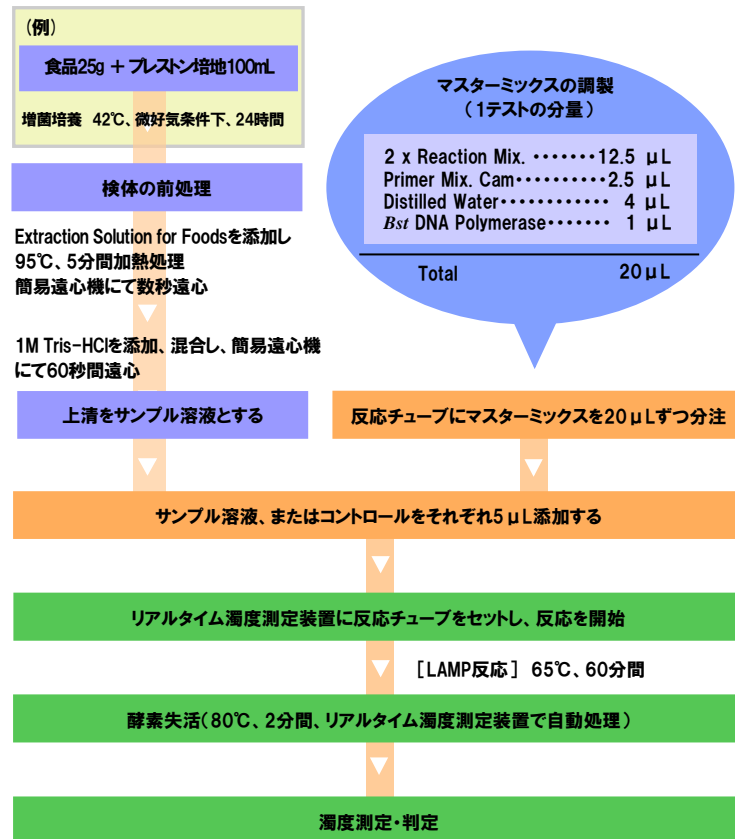 (例)
食品25g + プレストン培地100mL
増菌培養 42℃、微好気条件下、24時間
検体の前処理
Extraction Solution for Foodsを添加し
95℃、5分間加熱処理
簡易遠心機にて数秒遠心
1M Tris-HClを添加、混合し、簡易遠心機
にて60秒間遠心
上清をサンプル溶液とする
マスターミックスの調製
(1テストの分量)
2 x Reaction Mix. ・・・・・・・12.5 μL
Primer Mix. Cam・・・・・・・・・・2.5 μL
Distilled Water・・・・・・・・・・・・ 4 μL
Bst DNA Polymerase・・・・・・・ 1 μL
Total 20μL
反応チューブにマスターミックスを20μLずつ分注
サンプル溶液、またはコントロールをそれぞれ5μL添加する
リアルタイム濁度測定装置に反応チューブをセットし、反応を開始
[LAMP反応] 65℃、60分間
酵素失活(80℃、2分間、リアルタイム濁度測定装置で自動処理)
濁度測定・判定